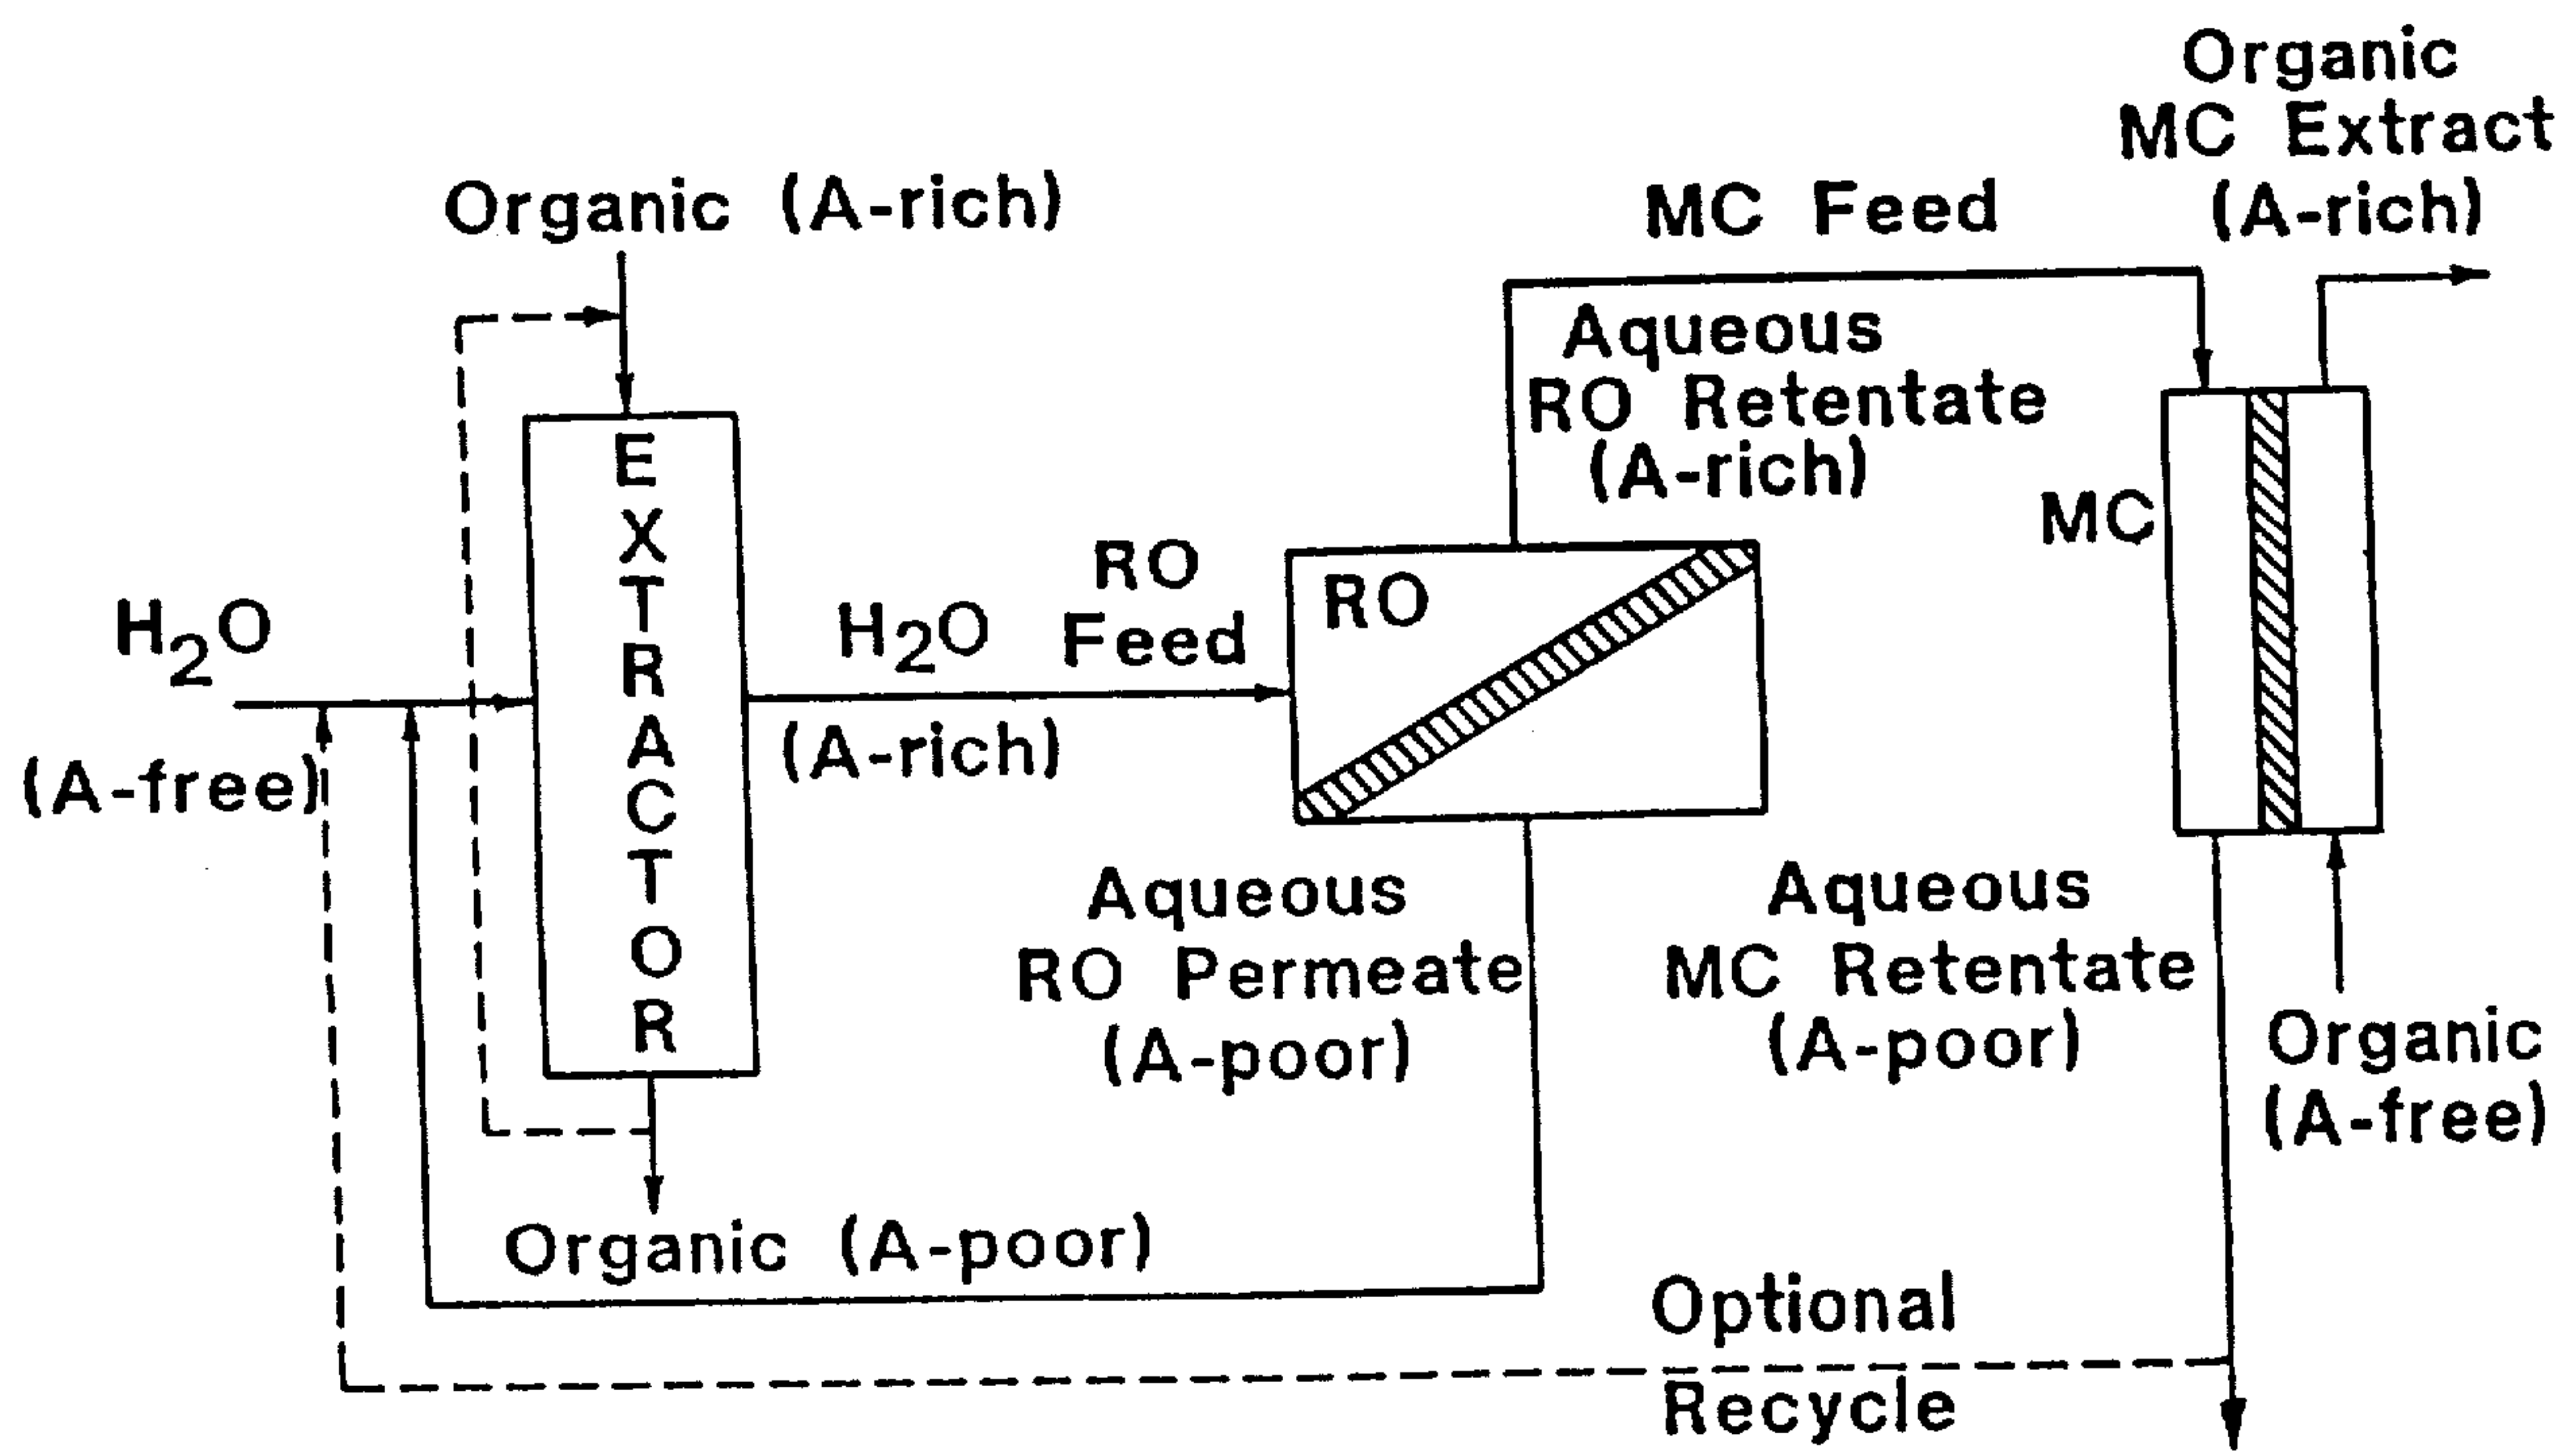 Organic
MC Extract
(A-rich)
Organic (A-rich)
MC Feed
Aqueous
RO Retentate
(A-rich)
EXTRACTOR
MC
RO
Feed
RO
H₂O
H₂O
(A-rich)
(A-free)
Aqueous
RO Permeate
(A-poor)
Aqueous
MC Retentate
(A-poor)
Organic
(A-free)
Organic (A-poor)
Optional
Recycle